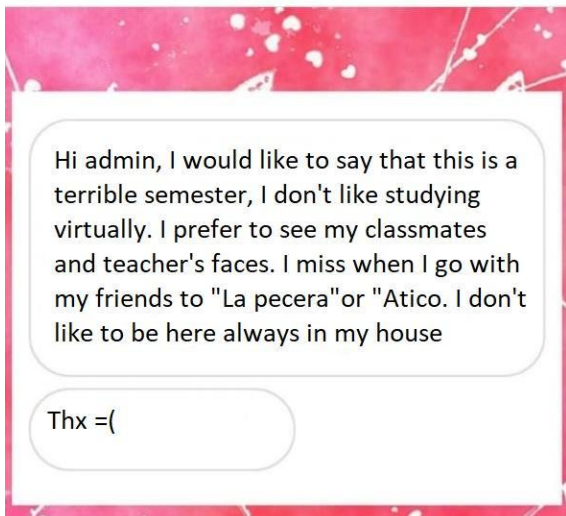 Hi admin, I would like to say that this is a
terrible semester, I don't like studying
virtually. I prefer to see my classmates
and teacher's faces. I miss when I go with
my friends to "La pecera"or "Atico. I don't
like to be here always in my house
Thx =(